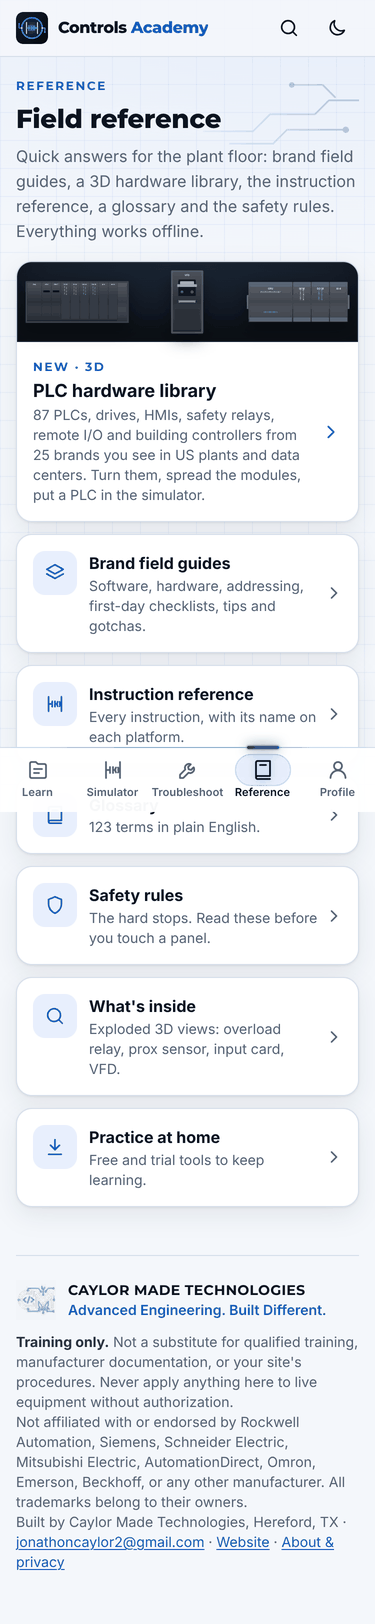 Controls Academy
REFERENCE
Field reference
Quick answers for the plant floor: brand field
guides, a 3D hardware library, the instruction
reference, a glossary and the safety rules.
Everything works offline.
NEW · 3D
PLC hardware library
87 PLCs, drives, HMIs, safety relays,
remote I/O and building controllers from
25 brands you see in US plants and data
centers. Turn them, spread the modules,
put a PLC in the simulator.
Brand field guides
Software, hardware, addressing,
first-day checklists, tips and
gotchas.
Instruction reference
Every instruction, with its name on
each platform.
Learn Simulator Troubleshoot Reference Profile
Glossary
123 terms in plain English.
Safety rules
The hard stops. Read these before
you touch a panel.
What's inside
Exploded 3D views: overload
relay, prox sensor, input card,
VFD.
Practice at home
Free and trial tools to keep
learning.
CAYLOR MADE TECHNOLOGIES
Advanced Engineering. Built Different.
Training only. Not a substitute for qualified training,
manufacturer documentation, or your site's
procedures. Never apply anything here to live
equipment without authorization.
Not affiliated with or endorsed by Rockwell
Automation, Siemens, Schneider Electric,
Mitsubishi Electric, AutomationDirect, Omron,
Emerson, Beckhoff, or any other manufacturer. All
trademarks belong to their owners.
Built by Caylor Made Technologies, Hereford, TX ·
jonathoncaylor2@gmail.com · Website · About &
privacy